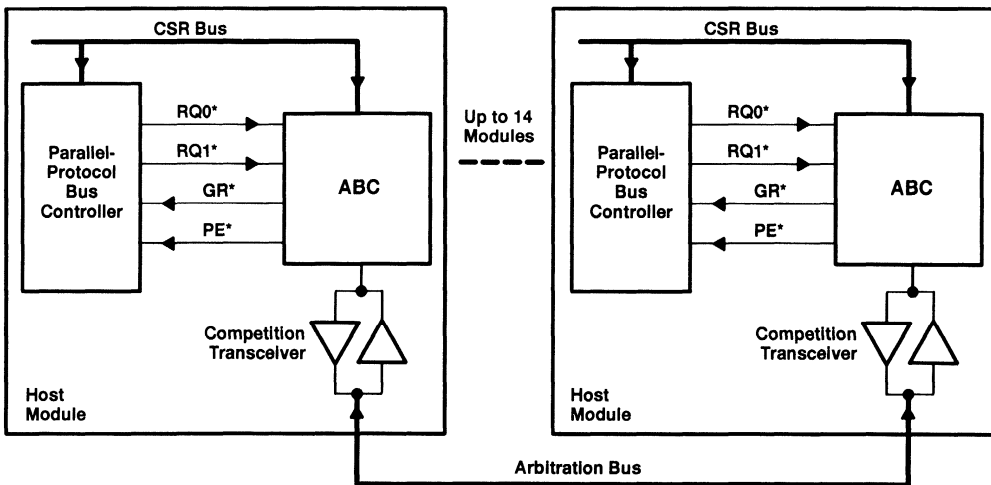 CSR Bus
RQ0*
RQ1*
GR*
PE*
Parallel-
Protocol
Bus
Controller
ABC
Competition
Transceiver
Host
Module
Up to 14
Modules
CSR Bus
RQ0*
RQ1*
GR*
PE*
Parallel-
Protocol
Bus
Controller
ABC
Competition
Transceiver
Host
Module
Arbitration Bus